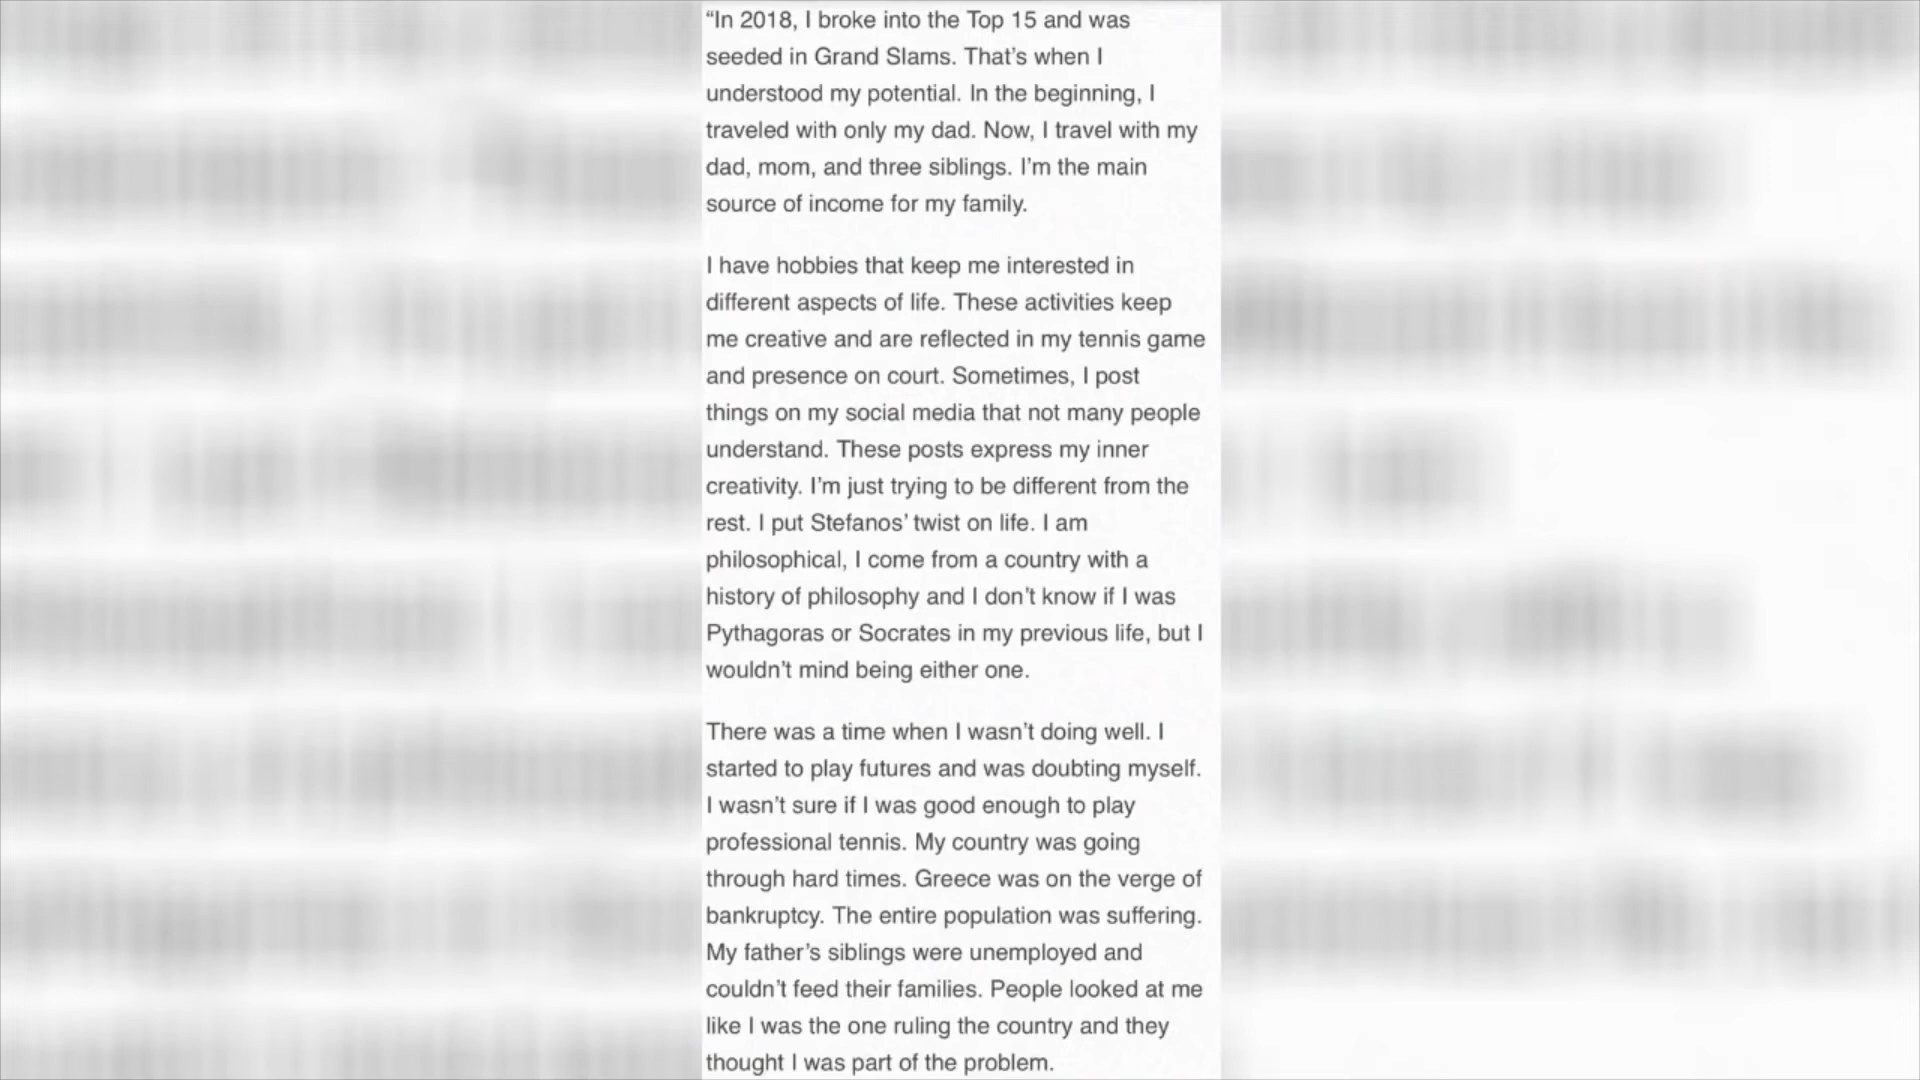 “In 2018, I broke into the Top 15 and was
seeded in Grand Slams. That’s when I
understood my potential. In the beginning, I
traveled with only my dad. Now, I travel with my
dad, mom, and three siblings. I’m the main
source of income for my family.
I have hobbies that keep me interested in
different aspects of life. These activities keep
me creative and are reflected in my tennis game
and presence on court. Sometimes, I post
things on my social media that not many people
understand. These posts express my inner
creativity. I’m just trying to be different from the
rest. I put Stefanos’ twist on life. I am
philosophical, I come from a country with a
history of philosophy and I don’t know if I was
Pythagoras or Socrates in my previous life, but I
wouldn’t mind being either one.
There was a time when I wasn’t doing well. I
started to play futures and was doubting myself.
I wasn’t sure if I was good enough to play
professional tennis. My country was going
through hard times. Greece was on the verge of
bankruptcy. The entire population was suffering.
My father’s siblings were unemployed and
couldn’t feed their families. People looked at me
like I was the one ruling the country and they
thought I was part of the problem.